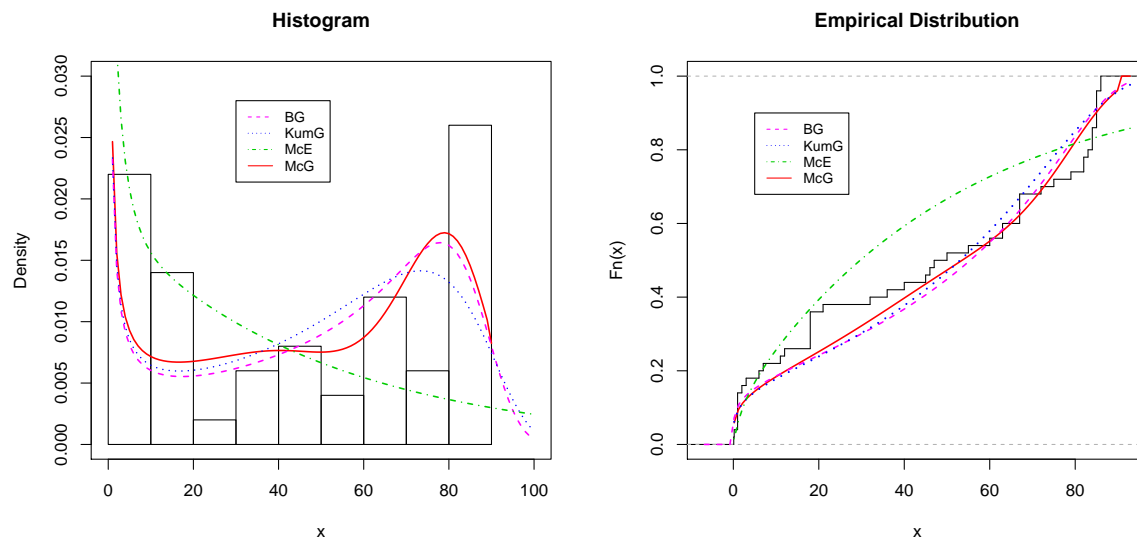 Histogram
0.030
0.025
0.020
0.015
0.010
0.005
0.000
Density
BG
KumG
McE
McG
0 20 40 60 80 100
x
Empirical Distribution
1.0
0.8
0.6
0.4
0.2
0.0
Fn(x)
BG
KumG
McE
McG
0 20 40 60 80
x